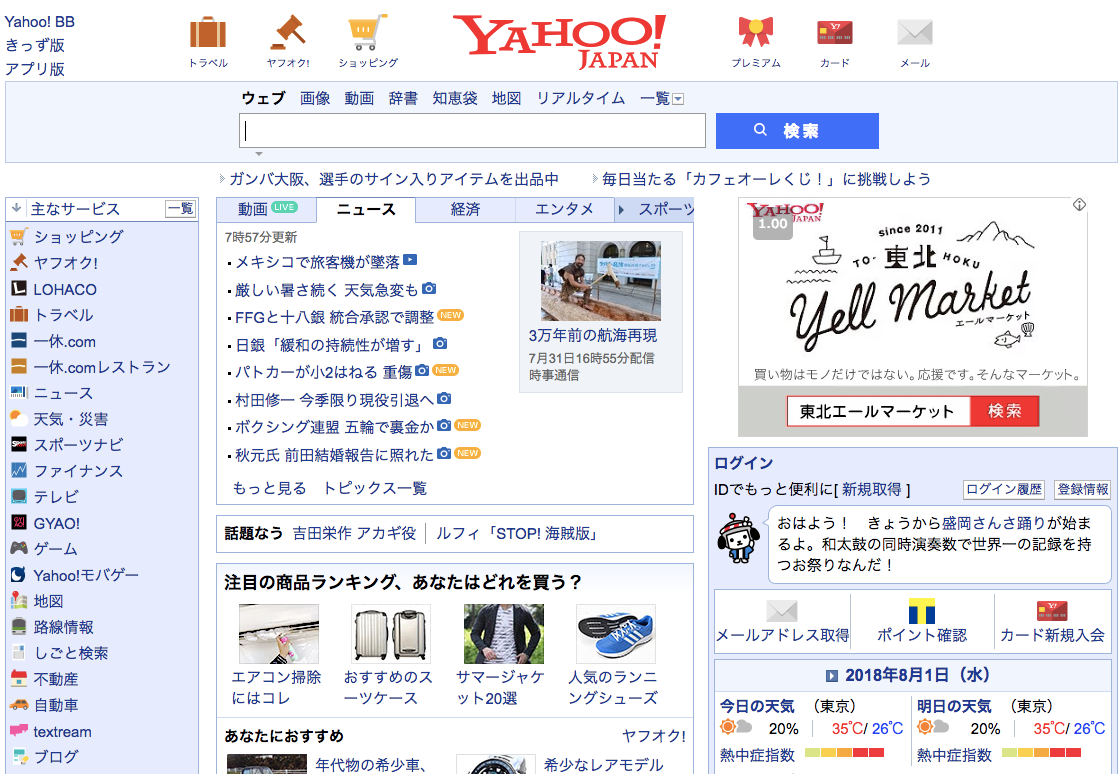 Yahoo! BB
きっず版
アプリ版
トラベル
ヤフオク!
ショッピング
YAHOO!
JAPAN
プレミアム
カード
メール
ウェブ 画像 動画 辞書 知恵袋 地図 リアルタイム 一覧
検索
ガンバ大阪、選手のサイン入りアイテムを出品中
毎日当たる「カフェオーレくじ！」に挑戦しよう
主なサービス 一覧
ショッピング
ヤフオク!
LOHACO
トラベル
一休.com
一休.comレストラン
ニュース
天気・災害
スポーツナビ
ファイナンス
テレビ
GYAO!
ゲーム
Yahoo!モバゲー
地図
路線情報
しごと検索
不動産
自動車
textream
ブログ
動画 LIVE ニュース 経済 エンタメ スポーツ
7時57分更新
メキシコで旅客機が墜落
厳しい暑さ続く 天気急変も
FFGと十八銀 統合承認で調整 NEW
日銀「緩和の持続性が増す」
パトカーが小2はねる 重傷 NEW
村田修一 今季限り現役引退へ
ボクシング連盟 五輪で裏金か NEW
秋元氏 前田結婚報告に照れた NEW
もっと見る トピックス一覧
3万年前の航海再現
7月31日16時55分配信
時事通信
話題なう 吉田栄作 アカギ役 ルフィ「STOP! 海賊版」
注目の商品ランキング、あなたはどれを買う？
エアコン掃除
にはコレ
おすすめのス
ーツケース
サマージャケ
ット20選
人気のランニ
ングシューズ
あなたにおすすめ ヤフオク!
年代物の希少車、
希少なレアモデル
YAHOO!
JAPAN
1.00
since 2011
TO- 東北 HOKU
Yell Market
エールマーケット
買い物はモノだけではない。応援です。そんなマーケット。
東北エールマーケット 検索
ログイン
IDでもっと便利に[ 新規取得 ] ログイン履歴 登録情報
おはよう！　きょうから盛岡さんさ踊りが始ま
るよ。和太鼓の同時演奏数で世界一の記録を持
つお祭りなんだ！
メールアドレス取得
ポイント確認
カード新規入会
2018年8月1日（水）
今日の天気 （東京）
20% 35℃/ 26℃
熱中症指数
明日の天気 （東京）
20% 35℃/ 26℃
熱中症指数